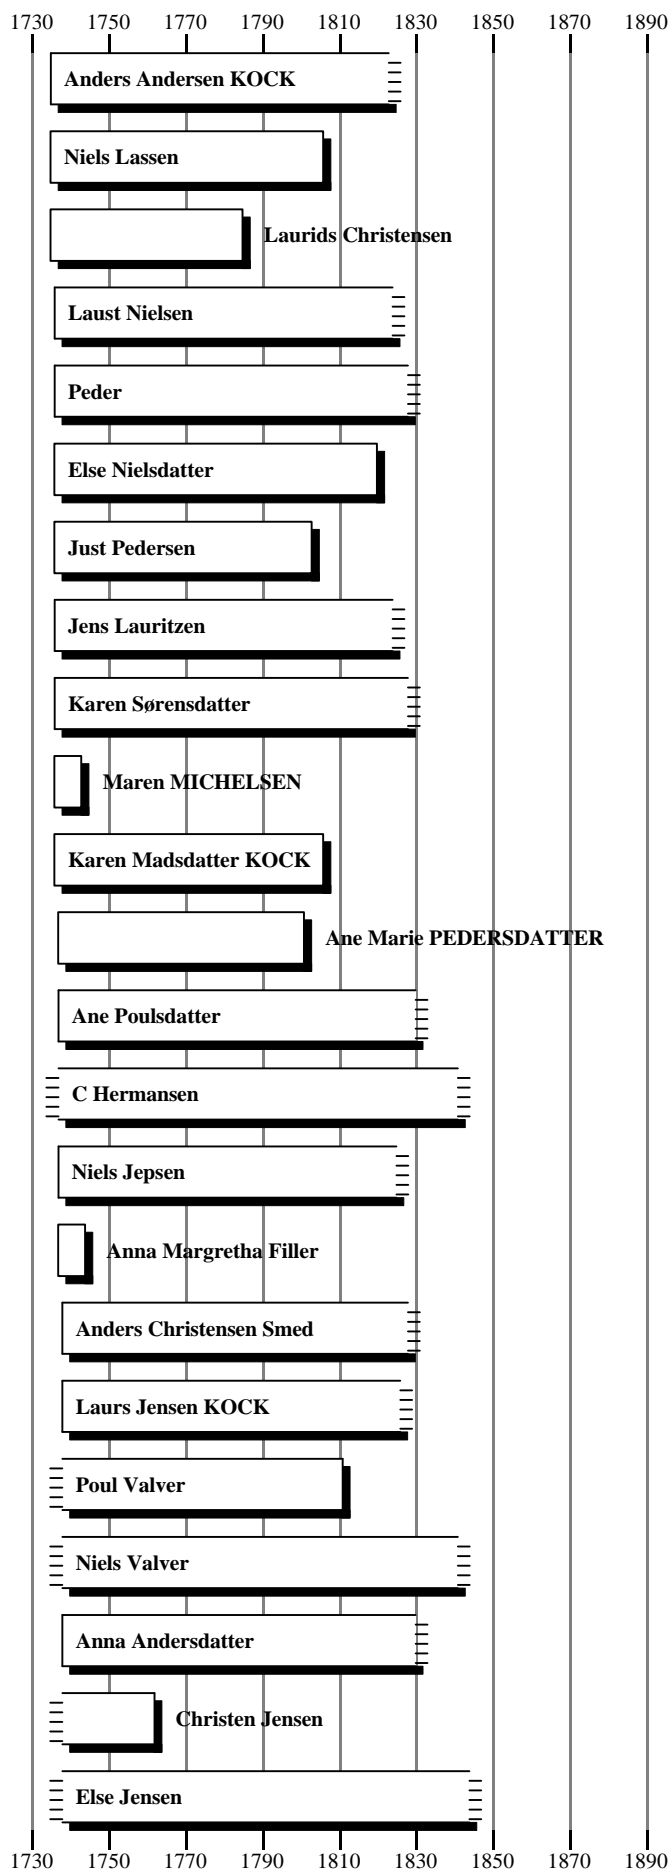 1730 1750 1770 1790 1810 1830 1850 1870 1890
Anders Andersen KOCK
Niels Lassen
Laurids Christensen
Laust Nielsen
Peder
Else Nielsdatter
Just Pedersen
Jens Lauritzen
Karen Sørensdatter
Maren MICHELSEN
Karen Madsdatter KOCK
Ane Marie PEDERSDATTER
Ane Poulsdatter
C Hermansen
Niels Jepsen
Anna Margretha Filler
Anders Christensen Smed
Laurs Jensen KOCK
Poul Valver
Niels Valver
Anna Andersdatter
Christen Jensen
Else Jensen
1730 1750 1770 1790 1810 1830 1850 1870 1890